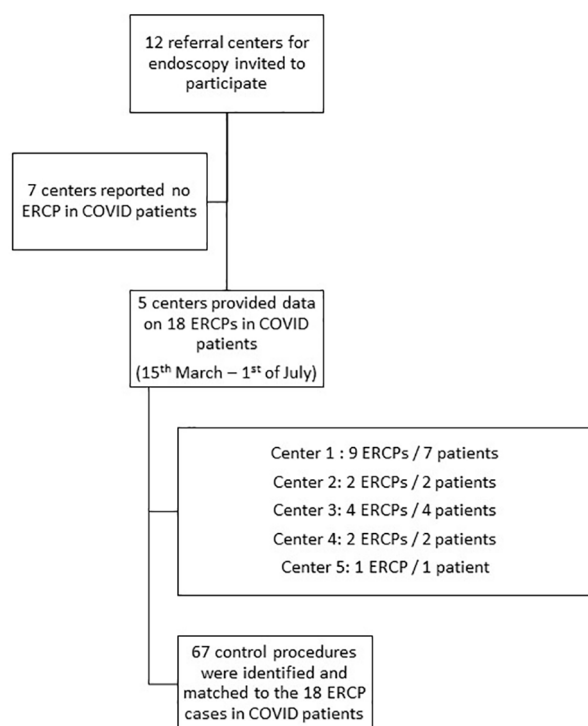 12 referral centers for
endoscopy invited to
participate
7 centers reported no
ERCP in COVID patients
5 centers provided data
on 18 ERCPs in COVID
patients
(15th March – 1st of July)
Center 1 : 9 ERCPs / 7 patients
Center 2: 2 ERCPs / 2 patients
Center 3: 4 ERCPs / 4 patients
Center 4: 2 ERCPs / 2 patients
Center 5: 1 ERCP / 1 patient
67 control procedures
were identified and
matched to the 18 ERCP
cases in COVID patients